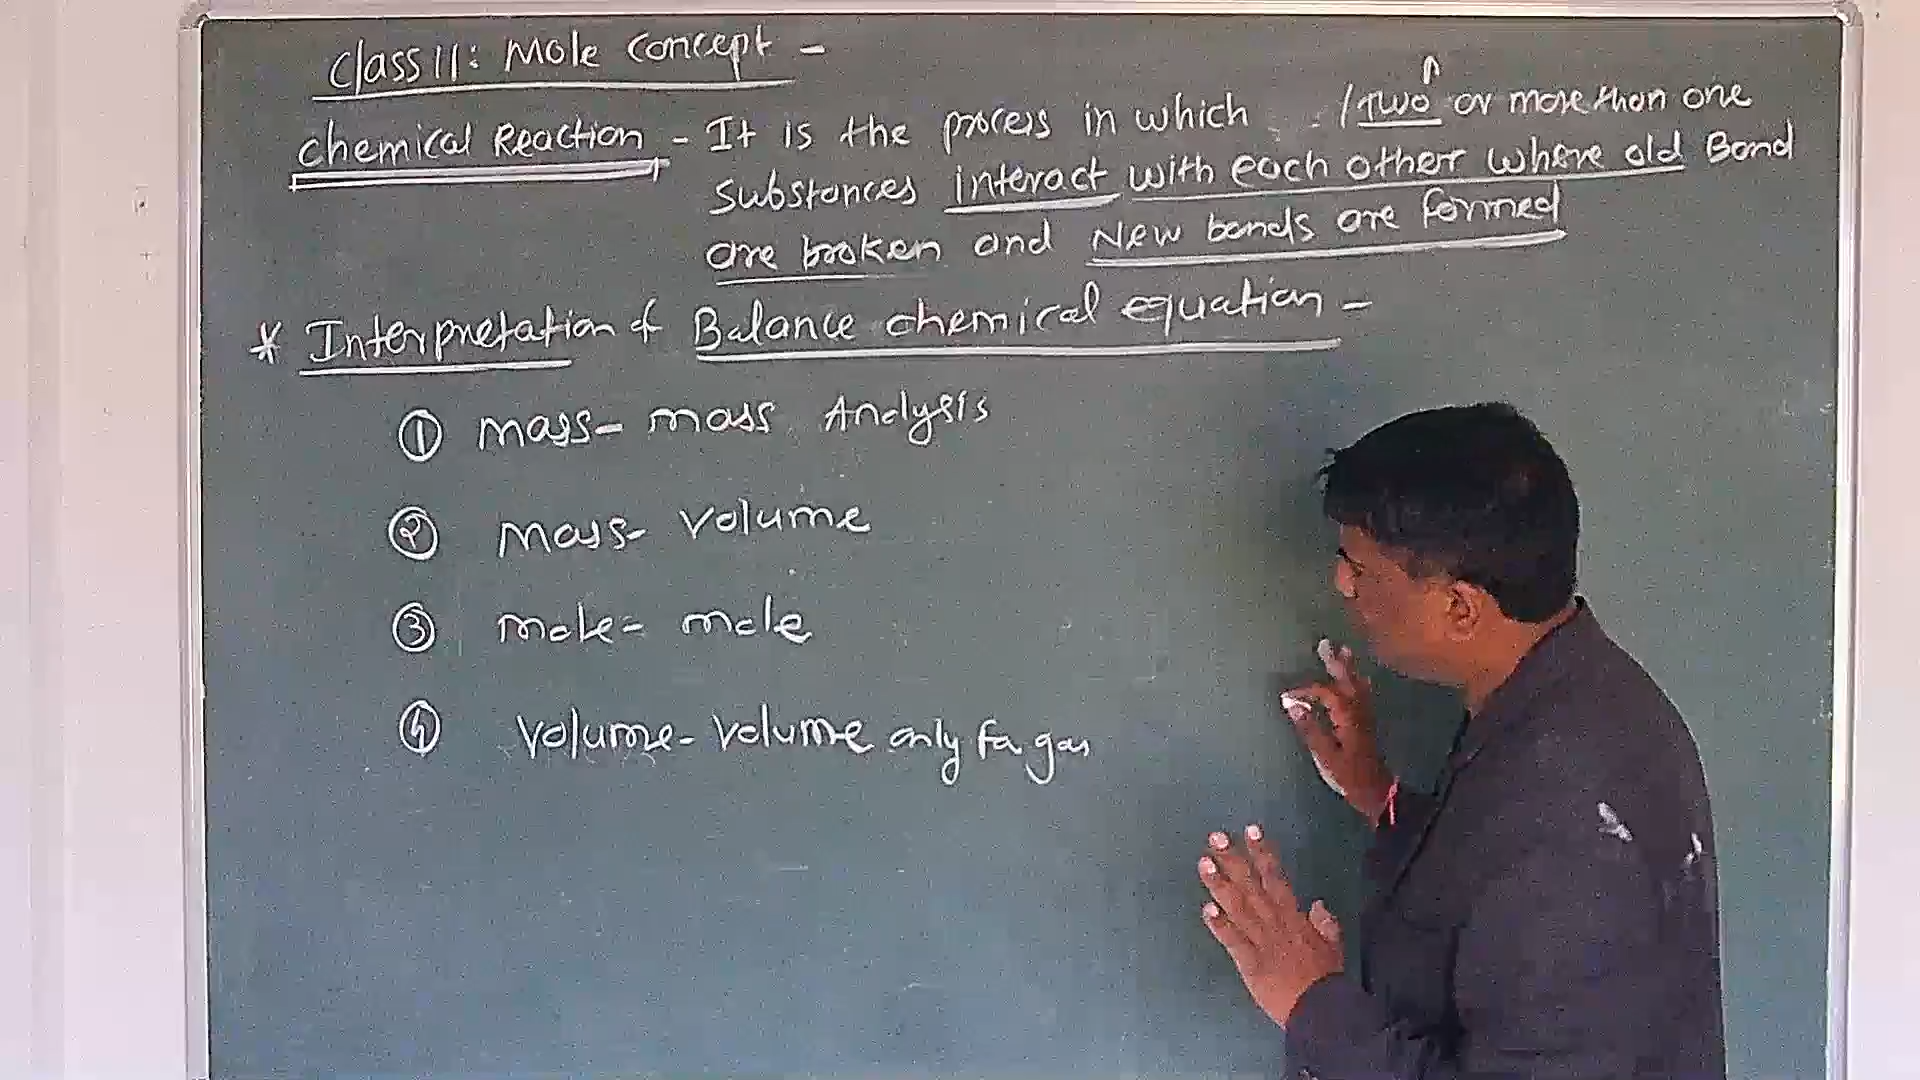 Class 11: Mole Concept -
Chemical Reaction - It is the process in which / Two or more than one
substances interact with each other where old Bond
are broken and New bonds are formed
* Interpretation of Balance chemical equation -
① mass - mass Analysis
② mass - volume
③ mole - mole
④ volume - volume only for gas